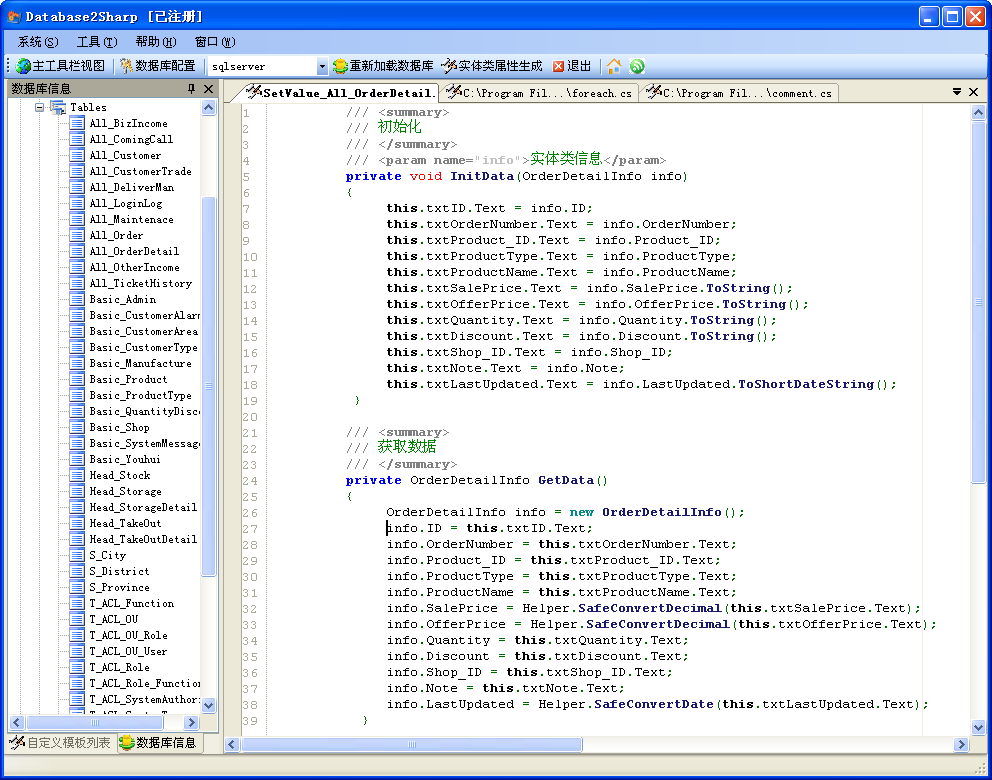 Database2Sharp [已注册]
系统(S) 工具(T) 帮助(H) 窗口(W)
主工具栏视图 数据库配置 sqlserver 重新加载数据库 实体类属性生成 退出
数据库信息
Tables
All_BizIncome
All_ComingCall
All_Customer
All_CustomerTrade
All_DeliverMan
All_LoginLog
All_Maintenace
All_Order
All_OrderDetail
All_OtherIncome
All_TicketHistory
Basic_Admin
Basic_CustomerAlarm
Basic_CustomerArea
Basic_CustomerType
Basic_Manufacture
Basic_Product
Basic_ProductType
Basic_QuantityDisco
Basic_Shop
Basic_SystemMessage
Basic_Youhui
Head_Stock
Head_Storage
Head_StorageDetail
Head_TakeOut
Head_TakeOutDetail
S_City
S_District
S_Province
T_ACL_Function
T_ACL_OU
T_ACL_OU_Role
T_ACL_OU_User
T_ACL_Role
T_ACL_Role_Function
T_ACL_SystemAuthori
自定义模板列表 数据库信息
SetValue_All_OrderDetail. C:\Program Fil...\foreach.cs C:\Program Fil...\comment.cs
1 /// <summary>
2 /// 初始化
3 /// </summary>
4 /// <param name="info">实体类信息</param>
5 private void InitData(OrderDetailInfo info)
6 {
7 this.txtID.Text = info.ID;
8 this.txtOrderNumber.Text = info.OrderNumber;
9 this.txtProduct_ID.Text = info.Product_ID;
10 this.txtProductType.Text = info.ProductType;
11 this.txtProductName.Text = info.ProductName;
12 this.txtSalePrice.Text = info.SalePrice.ToString();
13 this.txtOfferPrice.Text = info.OfferPrice.ToString();
14 this.txtQuantity.Text = info.Quantity.ToString();
15 this.txtDiscount.Text = info.Discount.ToString();
16 this.txtShop_ID.Text = info.Shop_ID;
17 this.txtNote.Text = info.Note;
18 this.txtLastUpdated.Text = info.LastUpdated.ToShortDateString();
19 }
20
21 /// <summary>
22 /// 获取数据
23 /// </summary>
24 private OrderDetailInfo GetData()
25 {
26 OrderDetailInfo info = new OrderDetailInfo();
27 info.ID = this.txtID.Text;
28 info.OrderNumber = this.txtOrderNumber.Text;
29 info.Product_ID = this.txtProduct_ID.Text;
30 info.ProductType = this.txtProductType.Text;
31 info.ProductName = this.txtProductName.Text;
32 info.SalePrice = Helper.SafeConvertDecimal(this.txtSalePrice.Text);
33 info.OfferPrice = Helper.SafeConvertDecimal(this.txtOfferPrice.Text);
34 info.Quantity = this.txtQuantity.Text;
35 info.Discount = this.txtDiscount.Text;
36 info.Shop_ID = this.txtShop_ID.Text;
37 info.Note = this.txtNote.Text;
38 info.LastUpdated = Helper.SafeConvertDate(this.txtLastUpdated.Text);
39 }